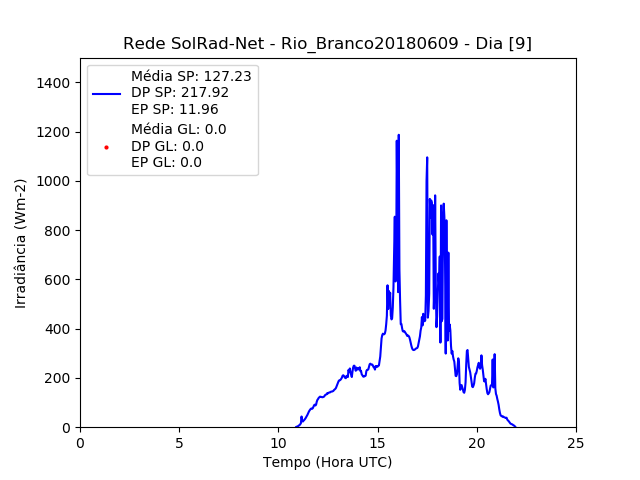 Rede SolRad-Net - Rio_Branco20180609 - Dia [9]
Média SP: 127.23
DP SP: 217.92
EP SP: 11.96
Média GL: 0.0
DP GL: 0.0
EP GL: 0.0
Irradiância (Wm-2)
1400
1200
1000
800
600
400
200
0
0 5 10 15 20 25
Tempo (Hora UTC)